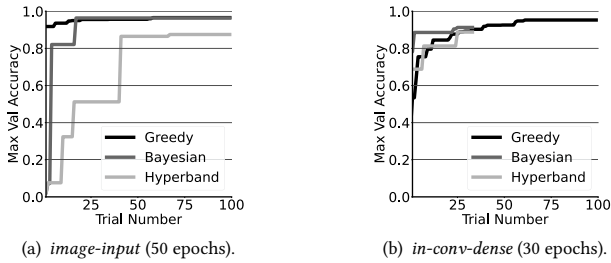 Max Val Accuracy
1.0
0.8
0.6
0.4
0.2
0.0
Greedy
Bayesian
Hyperband
25
50
75
100
Trial Number
(a) image-input (50 epochs).
Max Val Accuracy
1.0
0.8
0.6
0.4
0.2
0.0
Greedy
Bayesian
Hyperband
25
50
75
100
Trial Number
(b) in-conv-dense (30 epochs).